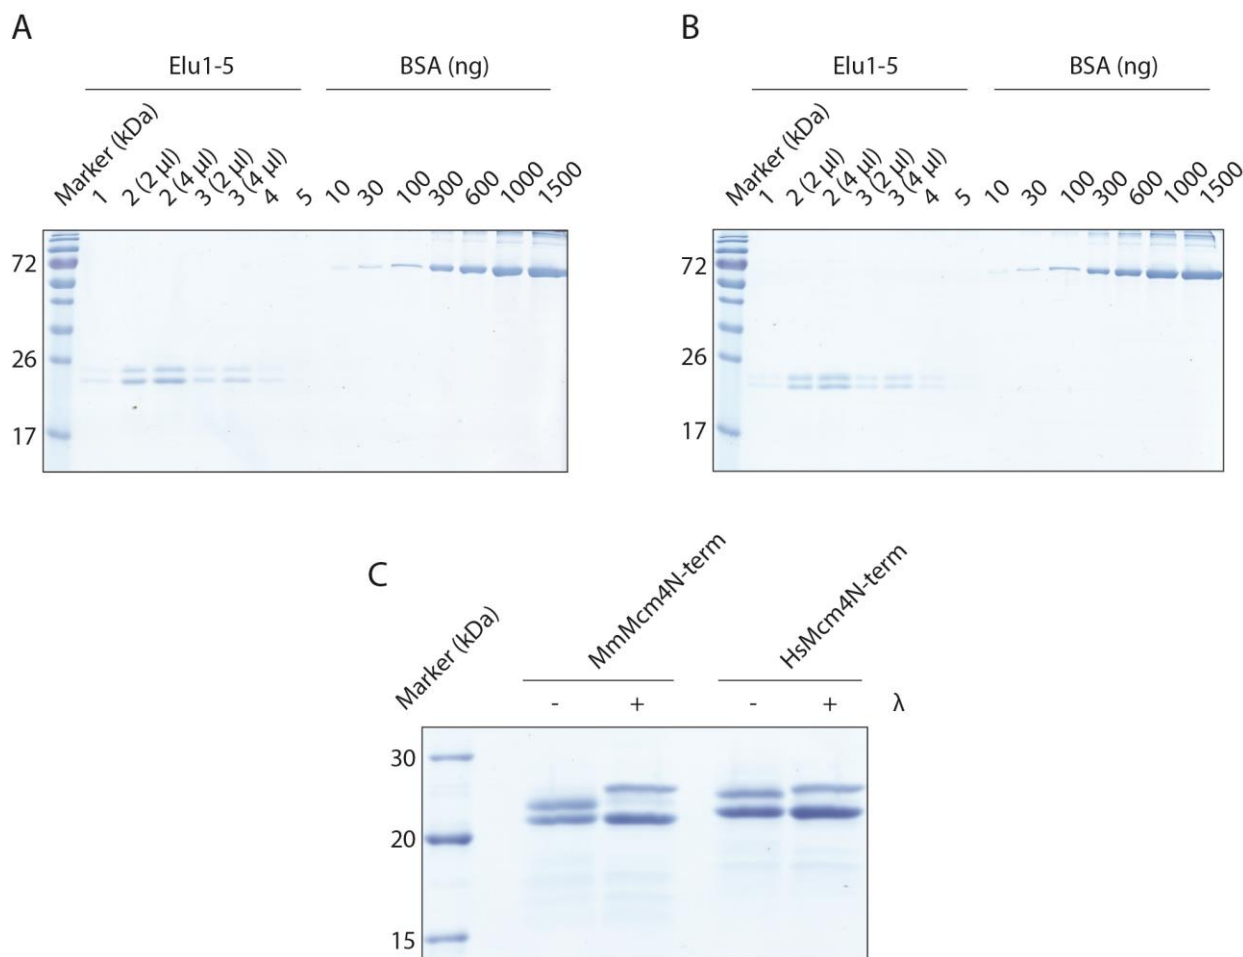 A
Elu1-5
BSA (ng)
Marker (kDa)
1
2 (2 µl)
2 (4 µl)
3 (2 µl)
3 (4 µl)
4
5
10
30
100
300
600
1000
1500
72
26
17
B
Elu1-5
BSA (ng)
Marker (kDa)
1
2 (2 µl)
2 (4 µl)
3 (2 µl)
3 (4 µl)
4
5
10
30
100
300
600
1000
1500
72
26
17
C
Marker (kDa)
MmMcm4N-term
HsMcm4N-term
- + - + λ
30
20
15